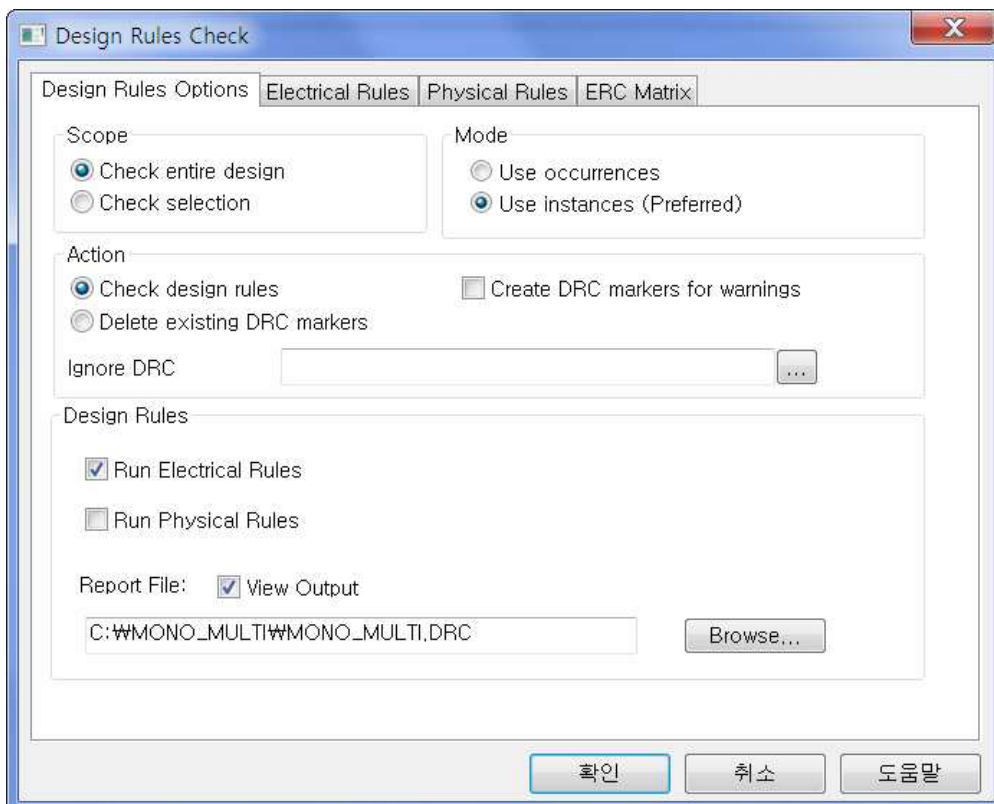 Design Rules Check
Design Rules Options Electrical Rules Physical Rules ERC Matrix
Scope
Check entire design
Check selection
Mode
Use occurrences
Use instances (Preferred)
Action
Check design rules
Create DRC markers for warnings
Delete existing DRC markers
Ignore DRC
...
Design Rules
Run Electrical Rules
Run Physical Rules
Report File: View Output
C:₩MONO_MULTI₩MONO_MULTI.DRC
Browse...
확인 취소 도움말